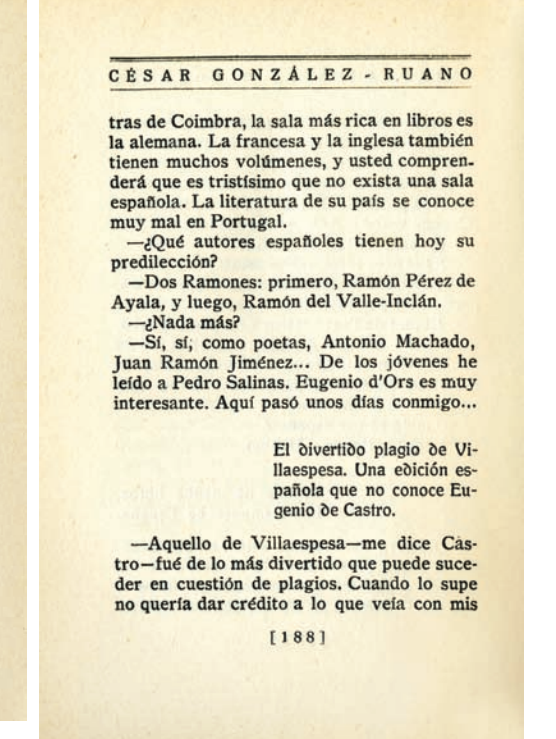 CÉSAR GONZÁLEZ - RUANO
tras de Coimbra, la sala más rica en libros es
la alemana. La francesa y la inglesa también
tienen muchos volúmenes, y usted compren-
derá que es tristísimo que no exista una sala
española. La literatura de su país se conoce
muy mal en Portugal.
—¿Qué autores españoles tienen hoy su
predilección?
—Dos Ramones: primero, Ramón Pérez de
Ayala, y luego, Ramón del Valle-Inclán.
—¿Nada más?
—Sí, sí; como poetas, Antonio Machado,
Juan Ramón Jiménez... De los jóvenes he
leído a Pedro Salinas. Eugenio d'Ors es muy
interesante. Aquí pasó unos días conmigo...
El divertido plagio de Vi-
llaespesa. Una edición es-
pañola que no conoce Eu-
genio de Castro.
—Aquello de Villaespesa—me dice Cas-
tro—fué de lo más divertido que puede suce-
der en cuestión de plagios. Cuando lo supe
no quería dar crédito a lo que veía con mis
[188]